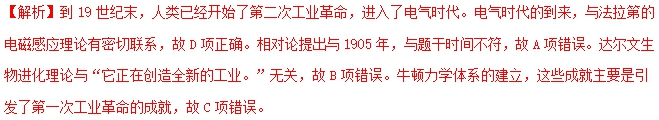 【解析】到 19 世纪末，人类已经开始了第二次工业革命，进入了电气时代。电气时代的到来，与法拉第的
电磁感应理论有密切联系，故 D 项正确。相对论提出与 1905 年，与题干时间不符，故 A 项错误。达尔文生
物进化理论与“它正在创造全新的工业。”无关，故 B 项错误。牛顿力学体系的建立，这些成就主要是引
发了第一次工业革命的成就，故 C 项错误。